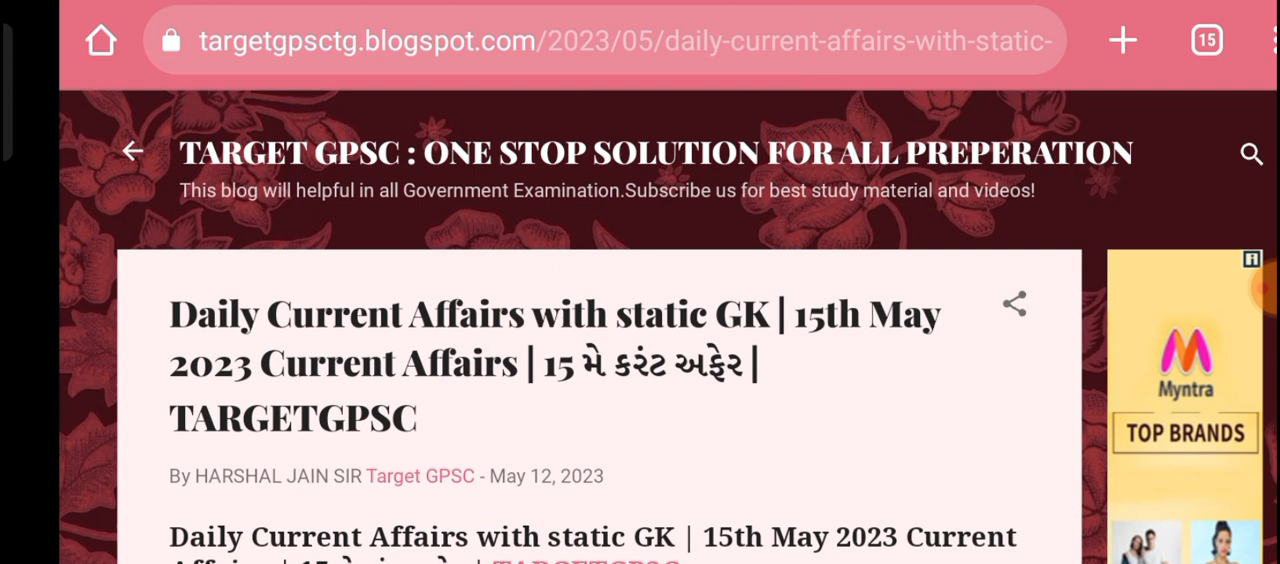 targetgpsctg.blogspot.com/2023/05/daily-current-affairs-with-static-
15
TARGET GPSC : ONE STOP SOLUTION FOR ALL PREPERATION
This blog will helpful in all Government Examination.Subscribe us for best study material and videos!
Daily Current Affairs with static GK | 15th May
2023 Current Affairs | 15 મે કરંટ અફેર |
TARGETGPSC
By HARSHAL JAIN SIR Target GPSC - May 12, 2023
Daily Current Affairs with static GK | 15th May 2023 Current
Myntra
TOP BRANDS